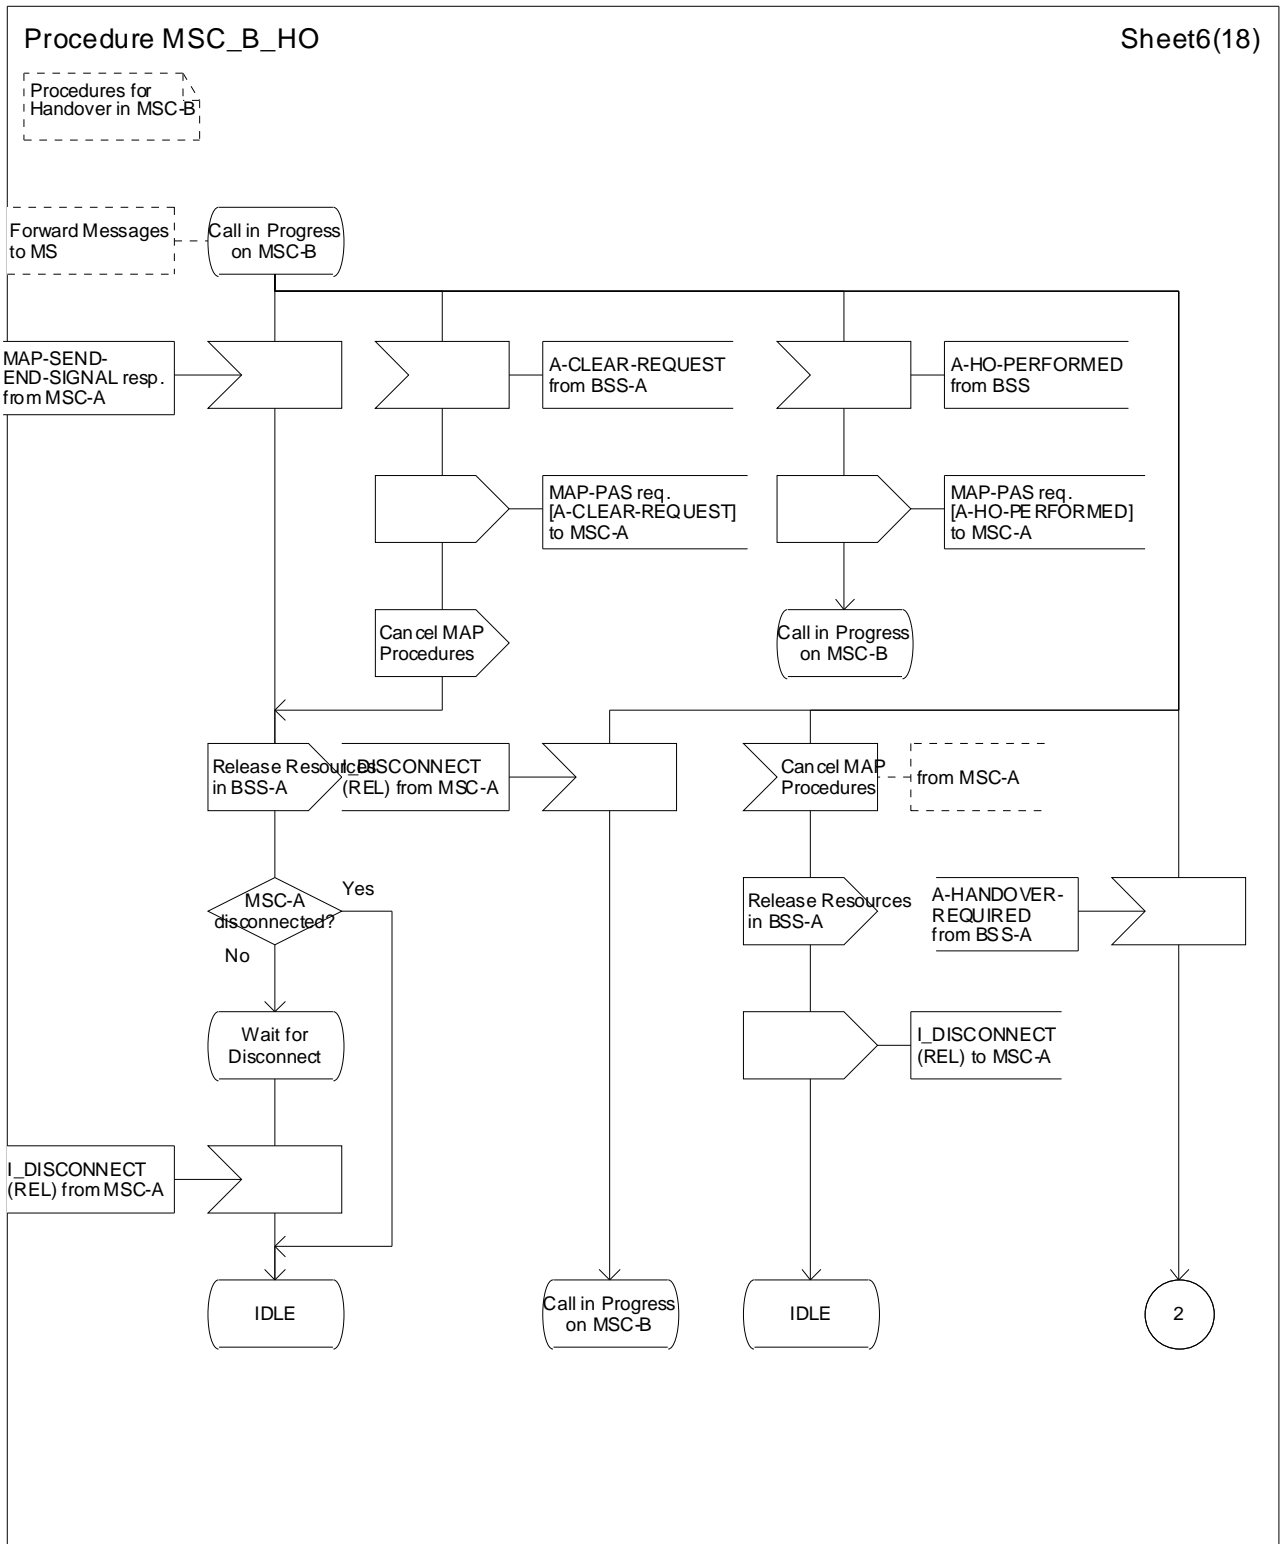 Procedure MSC_B_HO
Sheet6(18)
Procedures for
Handover in MSC-B
Forward Messages
to MS
Call in Progress
on MSC-B
MAP-SEND-
END-SIGNAL resp.
from MSC-A
A-CLEAR-REQUEST
from BSS-A
A-HO-PERFORMED
from BSS
MAP-PAS req.
[A-CLEAR-REQUEST]
to MSC-A
MAP-PAS req.
[A-HO-PERFORMED]
to MSC-A
Cancel MAP
Procedures
Call in Progress
on MSC-B
Release Resources
in BSS-A
I_DISCONNECT
(REL) from MSC-A
Cancel MAP
Procedures
from MSC-A
MSC-A
disconnected?
Yes
No
Release Resources
in BSS-A
A-HANDOVER-
REQUIRED
from BSS-A
Wait for
Disconnect
I_DISCONNECT
(REL) to MSC-A
I_DISCONNECT
(REL) from MSC-A
IDLE
Call in Progress
on MSC-B
IDLE
2